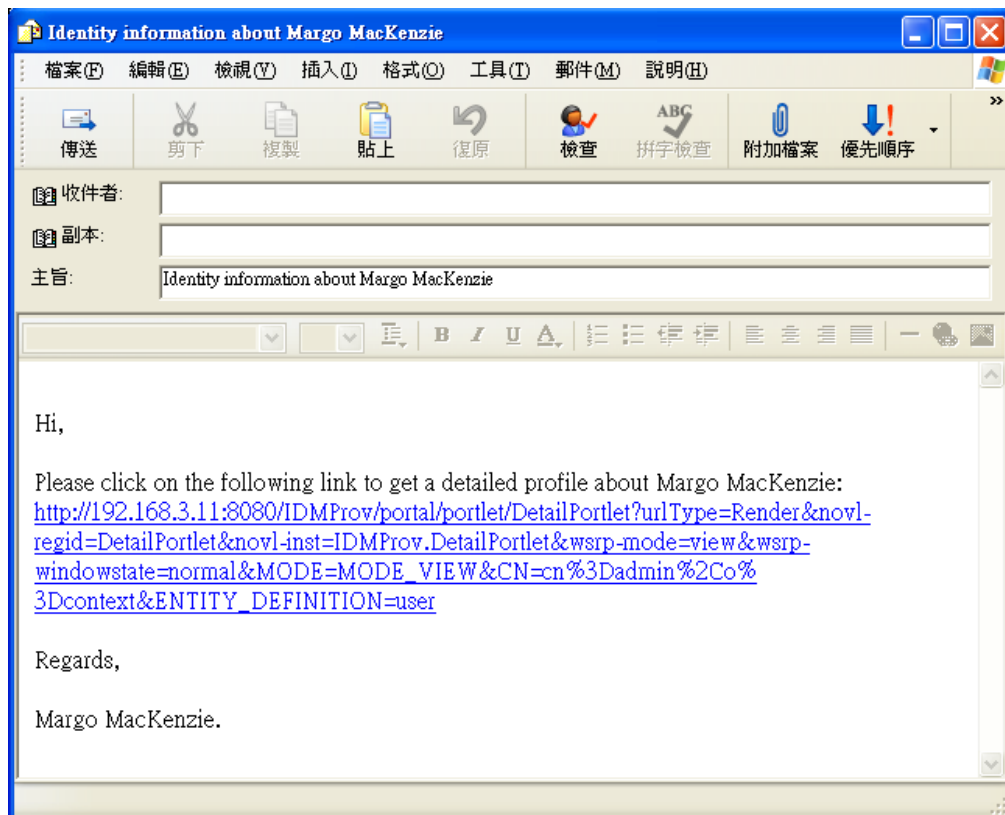 Identity information about Margo MacKenzie
檔案(F) 編輯(E) 檢視(V) 插入(I) 格式(O) 工具(T) 郵件(M) 說明(H)
傳送 剪下 複製 貼上 復原 檢查 拼字檢查 附加檔案 優先順序
收件者:
副本:
主旨: Identity information about Margo MacKenzie
Hi,
Please click on the following link to get a detailed profile about Margo MacKenzie:
http://192.168.3.11:8080/IDMProv/portal/portlet/DetailPortlet?urlType=Render&novl-
regid=DetailPortlet&novl-inst=IDMProv.DetailPortlet&wsrp-mode=view&wsrp-
windowstate=normal&MODE=MODE_VIEW&CN=cn%3Dadmin%2Co%
3Dcontext&ENTITY_DEFINITION=user
Regards,
Margo MacKenzie.